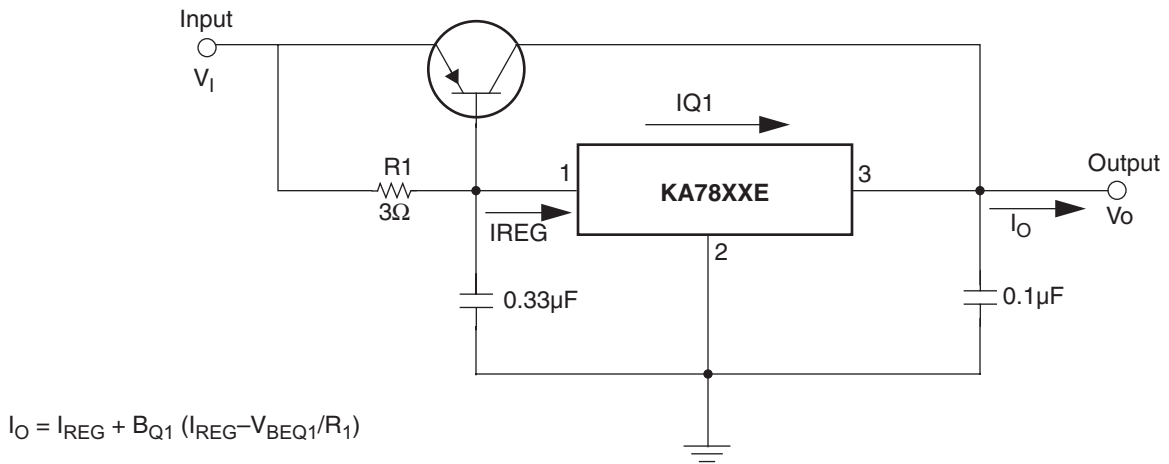 Input
V_I
IQ1
R1
3Ω
1
KA78XXE
3
Output
Vo
IREG
I_O
2
0.33µF
0.1µF
I_O = I_REG + B_Q1 (I_REG–V_BEQ1/R_1)